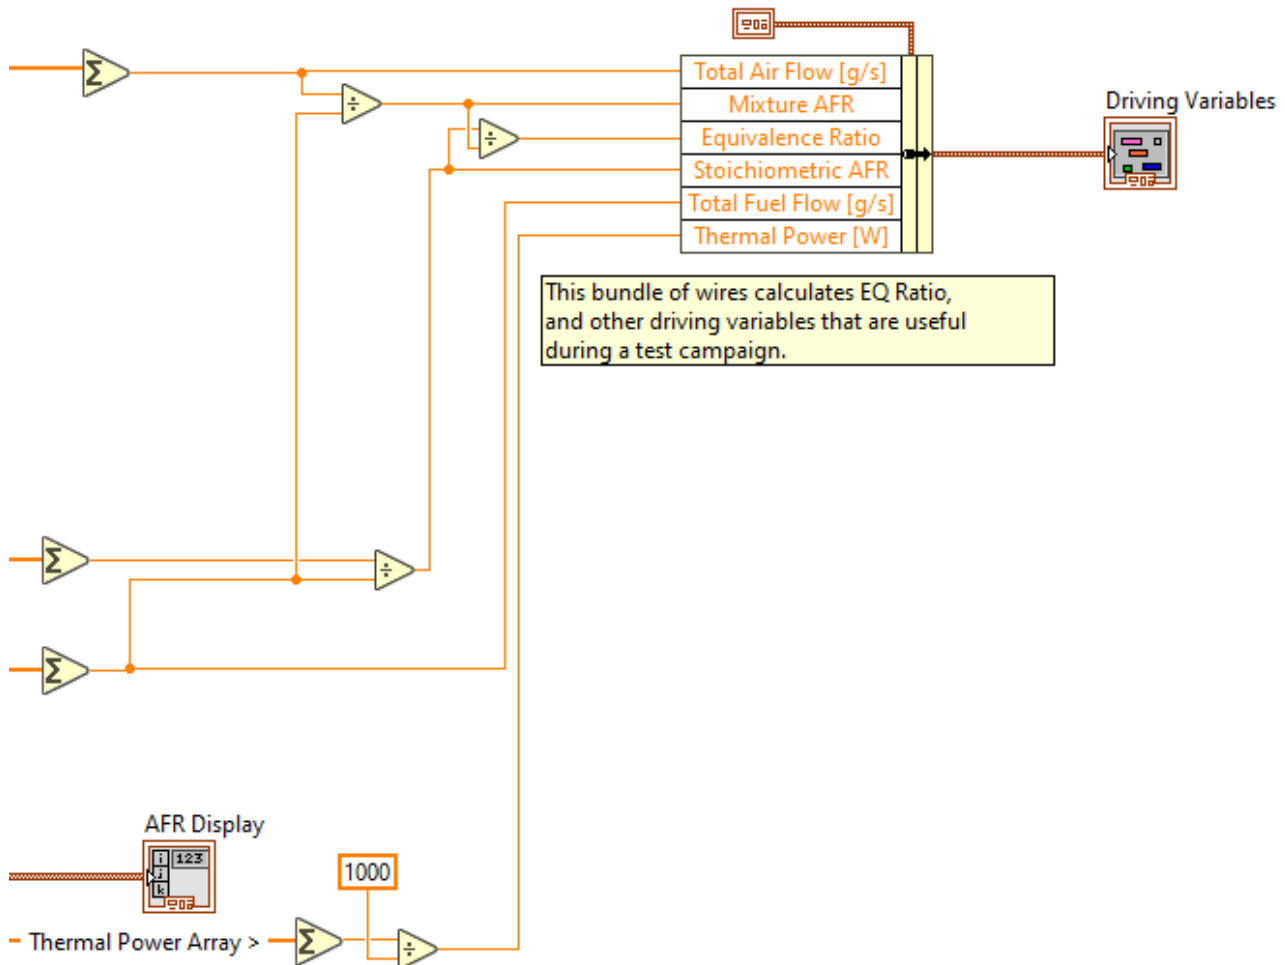 Total Air Flow [g/s]
Mixture AFR
Equivalence Ratio
Stoichiometric AFR
Total Fuel Flow [g/s]
Thermal Power [W]
Driving Variables
This bundle of wires calculates EQ Ratio,
and other driving variables that are useful
during a test campaign.
Σ
÷
÷
Σ
÷
Σ
AFR Display
i
123
j
k
1000
Thermal Power Array >
Σ
÷